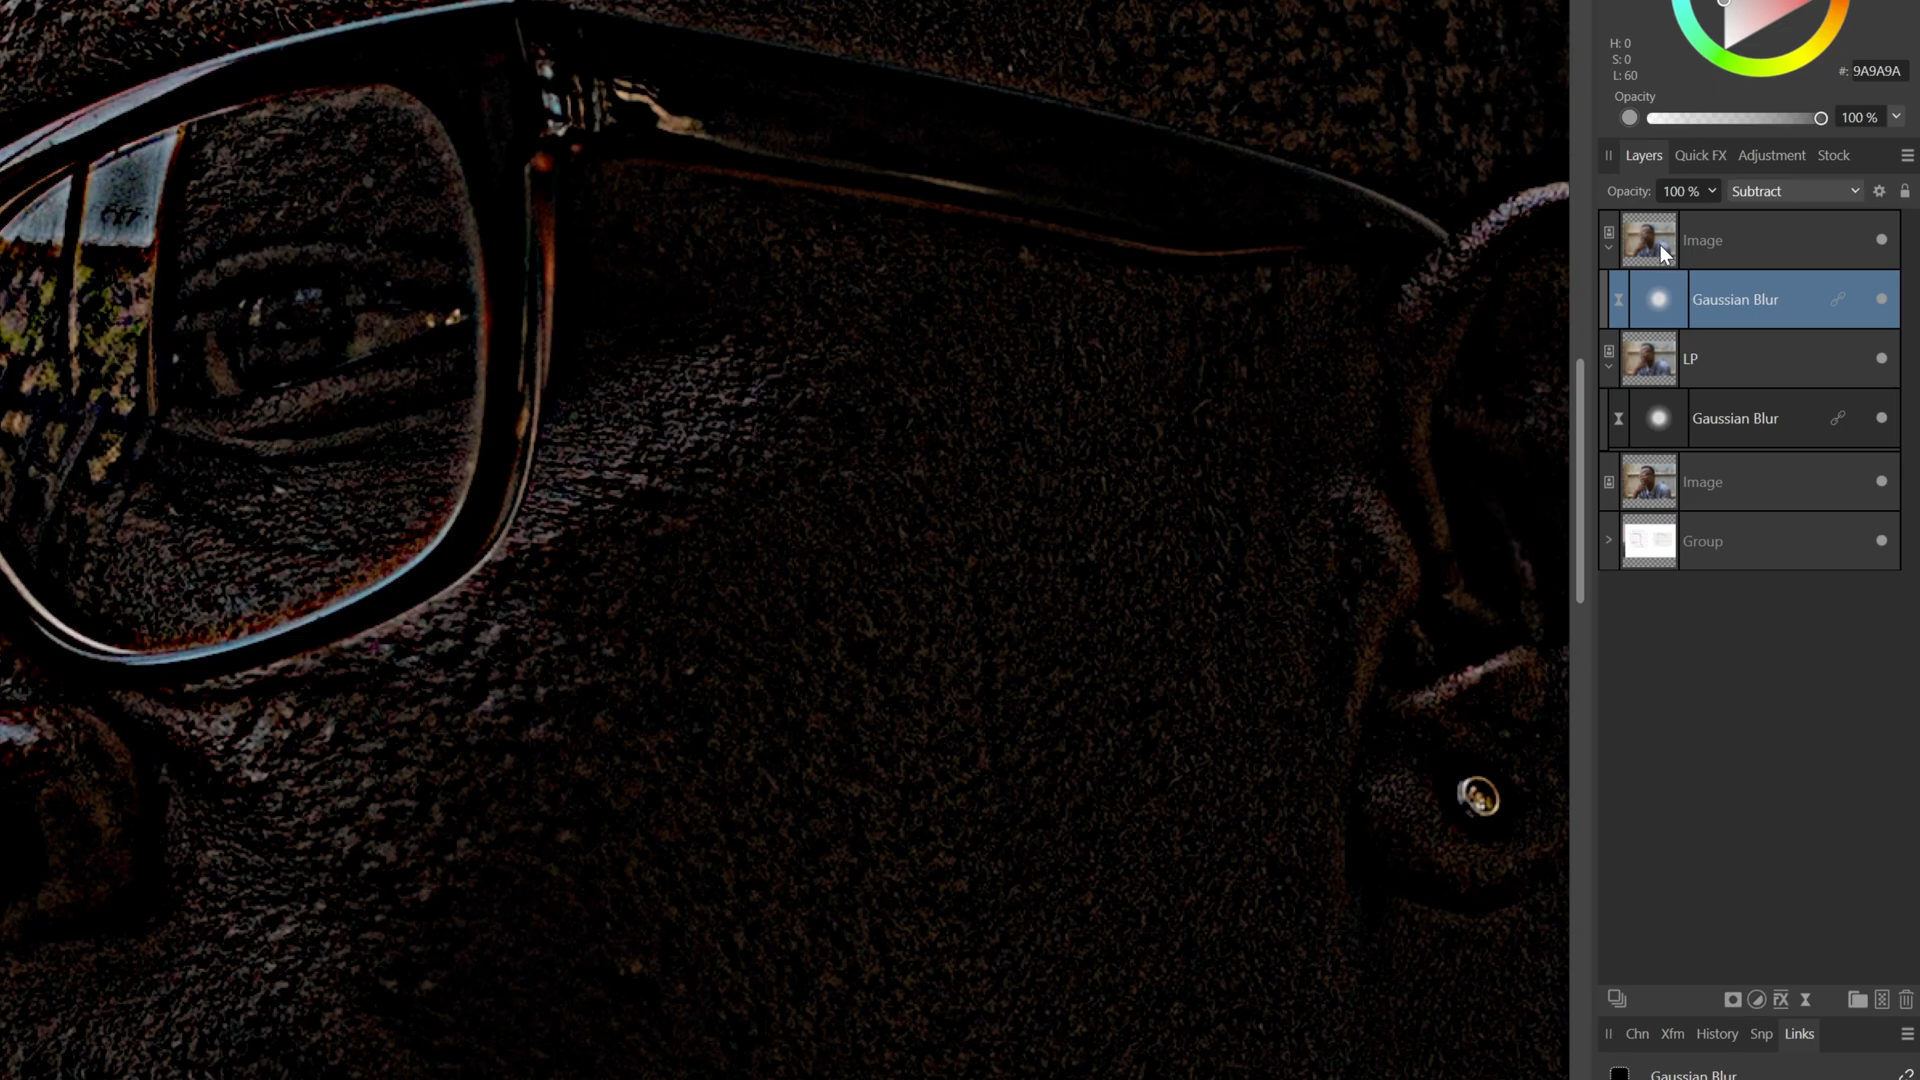 H: 0
S: 0
L: 60
#: 9A9A9A
Opacity
100 %
Layers Quick FX Adjustment Stock
Opacity: 100 % Subtract
Image
Gaussian Blur
LP
Gaussian Blur
Image
Group
Chn Xfm History Snp Links
Gaussian Blur